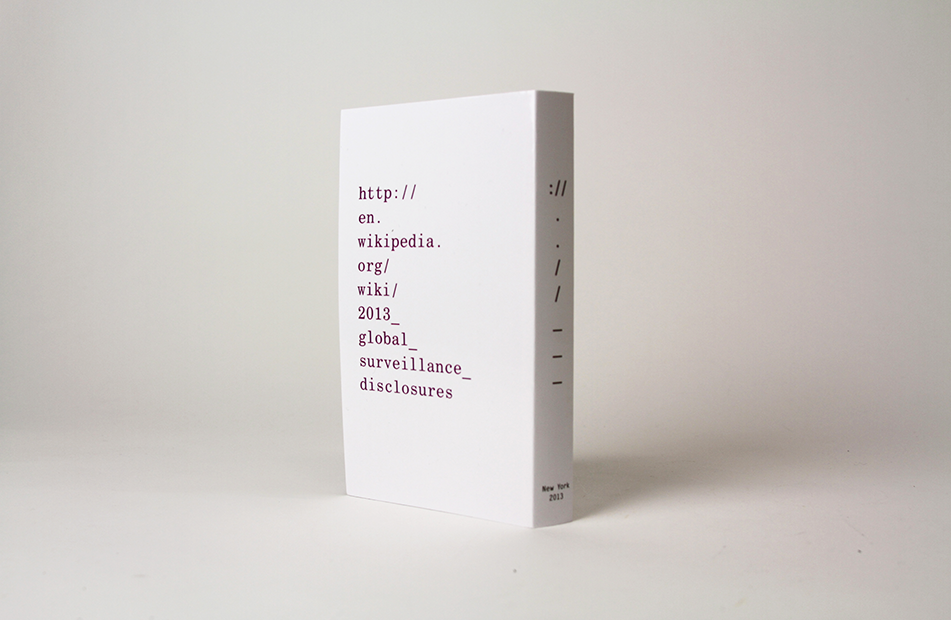 http://
en.
wikipedia.
org/
wiki/
2013_
global_
surveillance_
disclosures
://
.
.
/
/
_
_
_
New York
2013